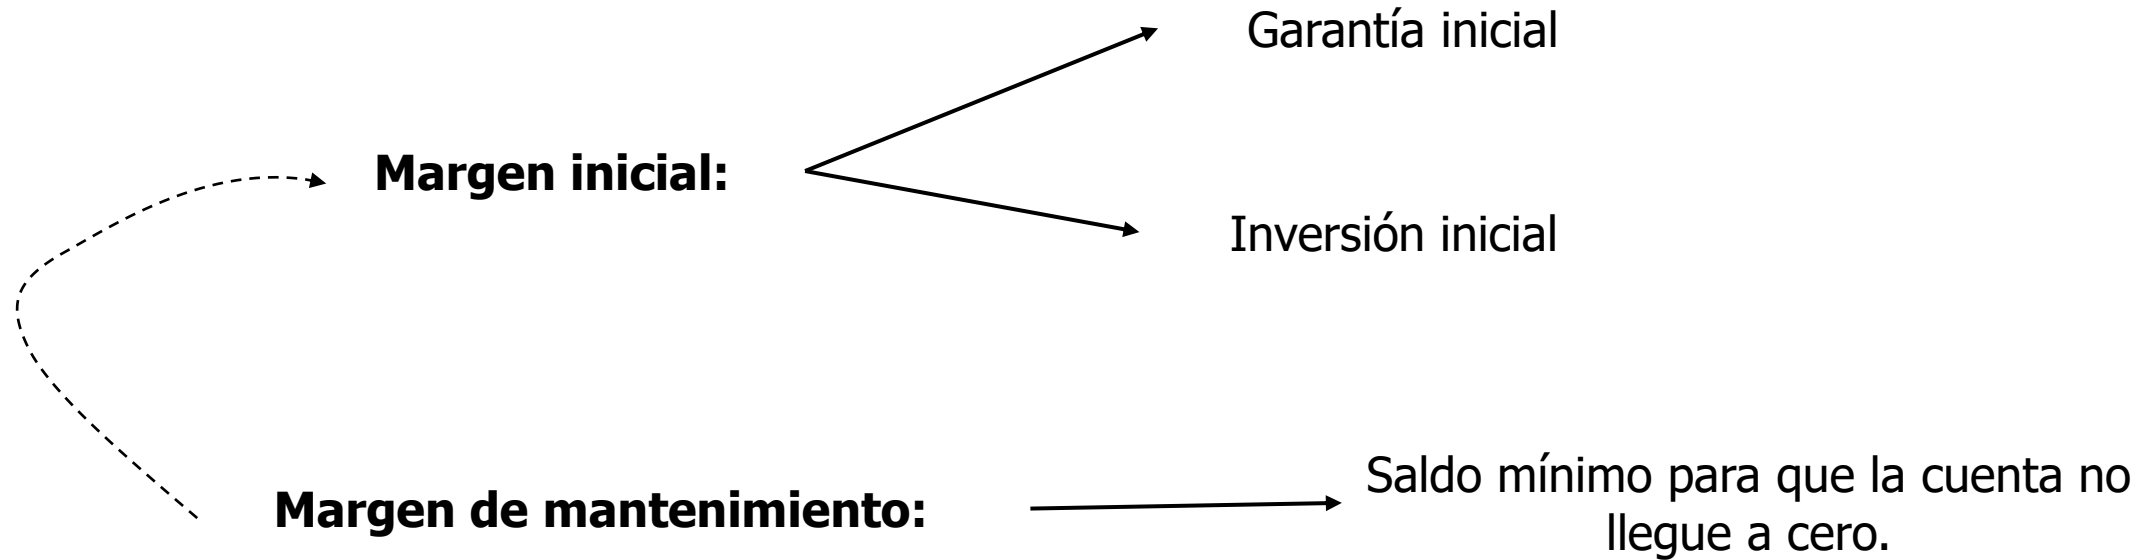 Garantía inicial
Margen inicial:
Inversión inicial
Margen de mantenimiento:
Saldo mínimo para que la cuenta no
llegue a cero.